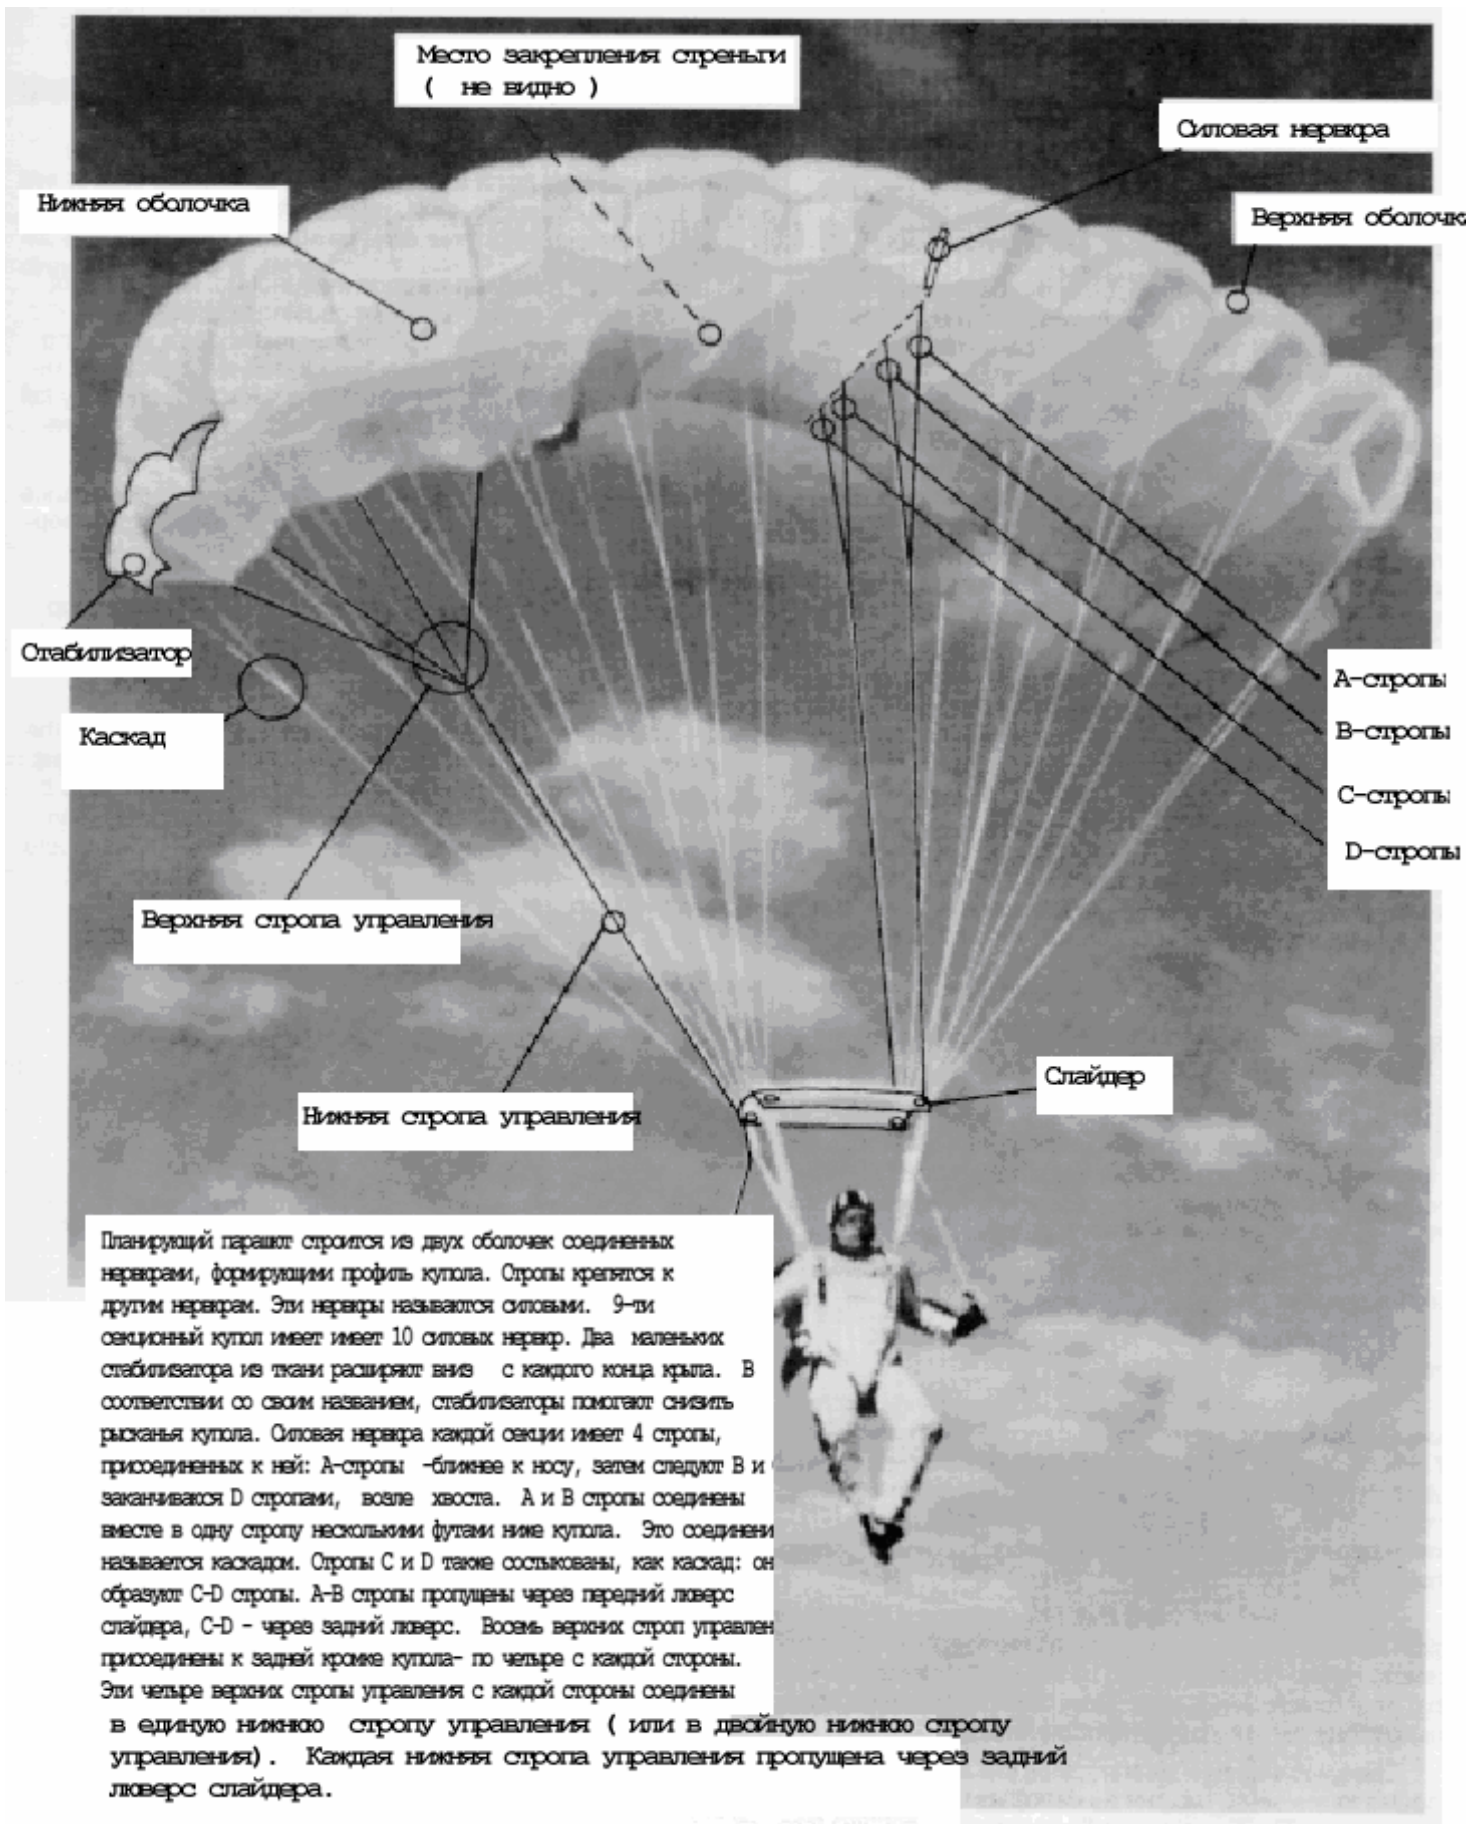 Место закрепления стреньги
( не видно )
Силовая нервюра
Нижняя оболочка
Верхняя оболочка
Стабилизатор
Каскад
А-стропы
В-стропы
С-стропы
D-стропы
Верхняя стропа управления
Нижняя стропа управления
Слайдер
Планирующий парашют строится из двух оболочек соединенных
нервюрами, формирующими профиль купола. Стропы крепятся к
другим нервюрам. Эти нервюры называются силовыми. 9-ти
секционный купол имеет имеет 10 силовых нервюр. Два маленьких
стабилизатора из ткани расширяют вниз с каждого конца крыла. В
соответствии со своим названием, стабилизаторы помогают снизить
рысканья купола. Силовая нервюра каждой секции имеет 4 стропы,
присоединенных к ней: А-стропы -ближнее к носу, затем следуют В и
заканчиваюся D стропами, возле хвоста. А и В стропы соединены
вместе в одну стропу несколькими футами ниже купола. Это соединени
называется каскадом. Стропы С и D также состыкованы, как каскад: он
образуют С-D стропы. А-В стропы пропущены через передний люверс
слайдера, С-D - через задний люверс. Восемь верхних строп управлен
присоединены к задней кромке купола- по четыре с каждой стороны.
Эти четыре верхних стропы управления с каждой стороны соединены
в единую нижнюю стропу управления ( или в двойную нижнюю стропу
управления). Каждая нижняя стропа управления пропущена через задний
люверс слайдера.